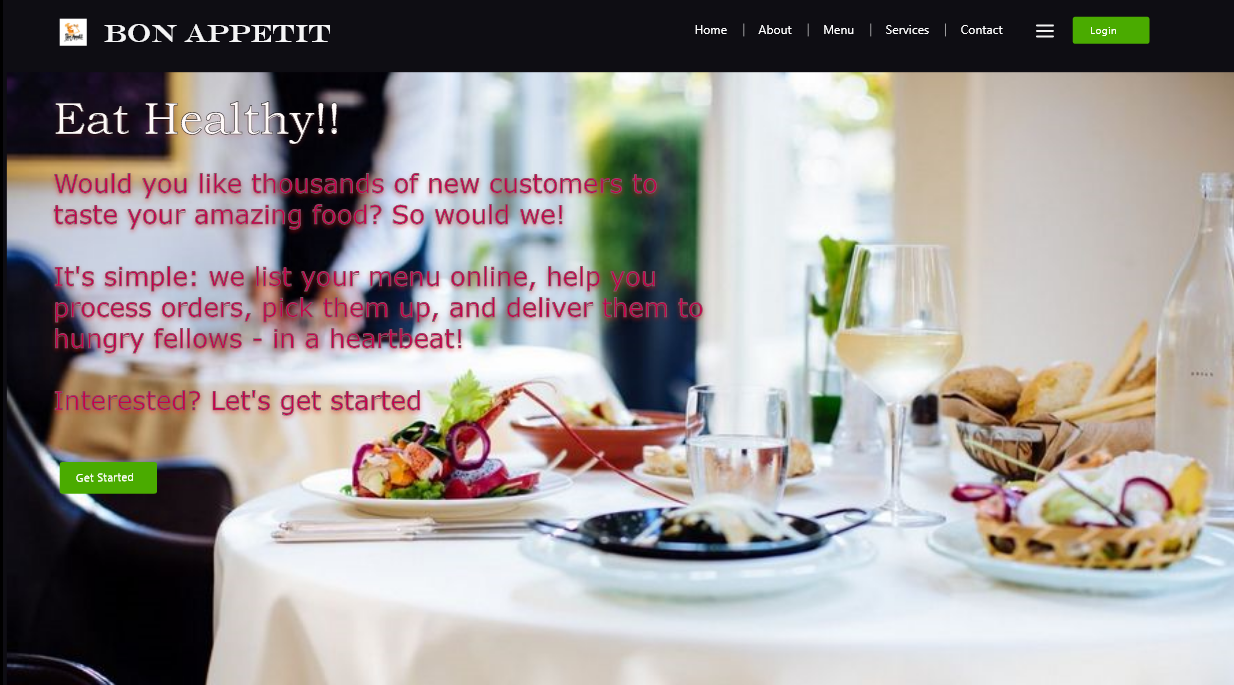 BON APPETIT
Home | About | Menu | Services | Contact
Login
Eat Healthy!!
Would you like thousands of new customers to
taste your amazing food? So would we!
It's simple: we list your menu online, help you
process orders, pick them up, and deliver them to
hungry fellows - in a heartbeat!
Interested? Let's get started
Get Started